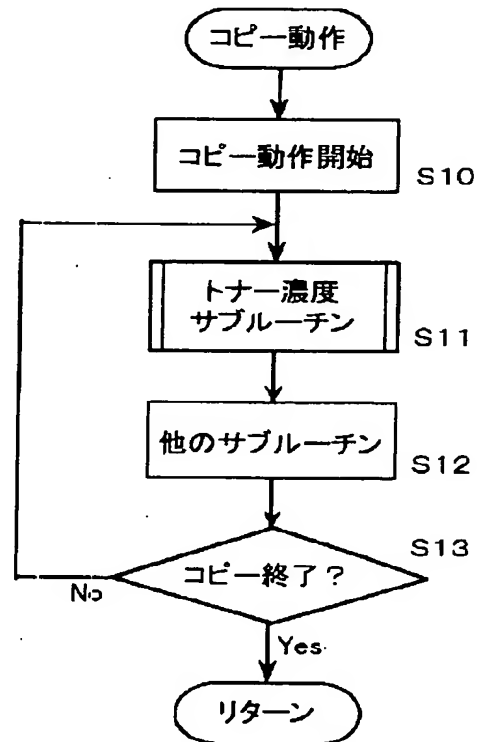 コピー動作
コピー動作開始
S10
トナー濃度
サブルーチン
S11
他のサブルーチン
S12
S13
コピー終了？
No
Yes
リターン